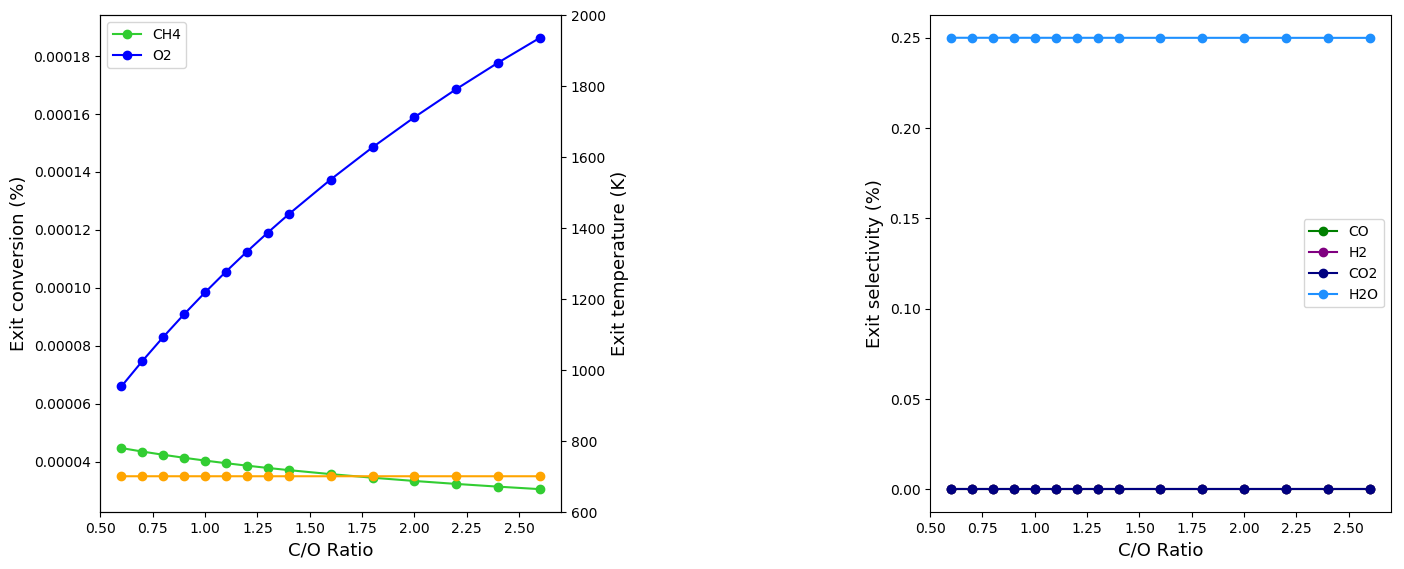 CH4
O2
0.00018
0.00016
0.00014
0.00012
0.00010
0.00008
0.00006
0.00004
Exit conversion (%)
0.50 0.75 1.00 1.25 1.50 1.75 2.00 2.25 2.50
C/O Ratio
2000
1800
1600
1400
1200
1000
800
600
Exit temperature (K)
0.25
0.20
0.15
0.10
0.05
0.00
Exit selectivity (%)
CO
H2
CO2
H2O
0.50 0.75 1.00 1.25 1.50 1.75 2.00 2.25 2.50
C/O Ratio